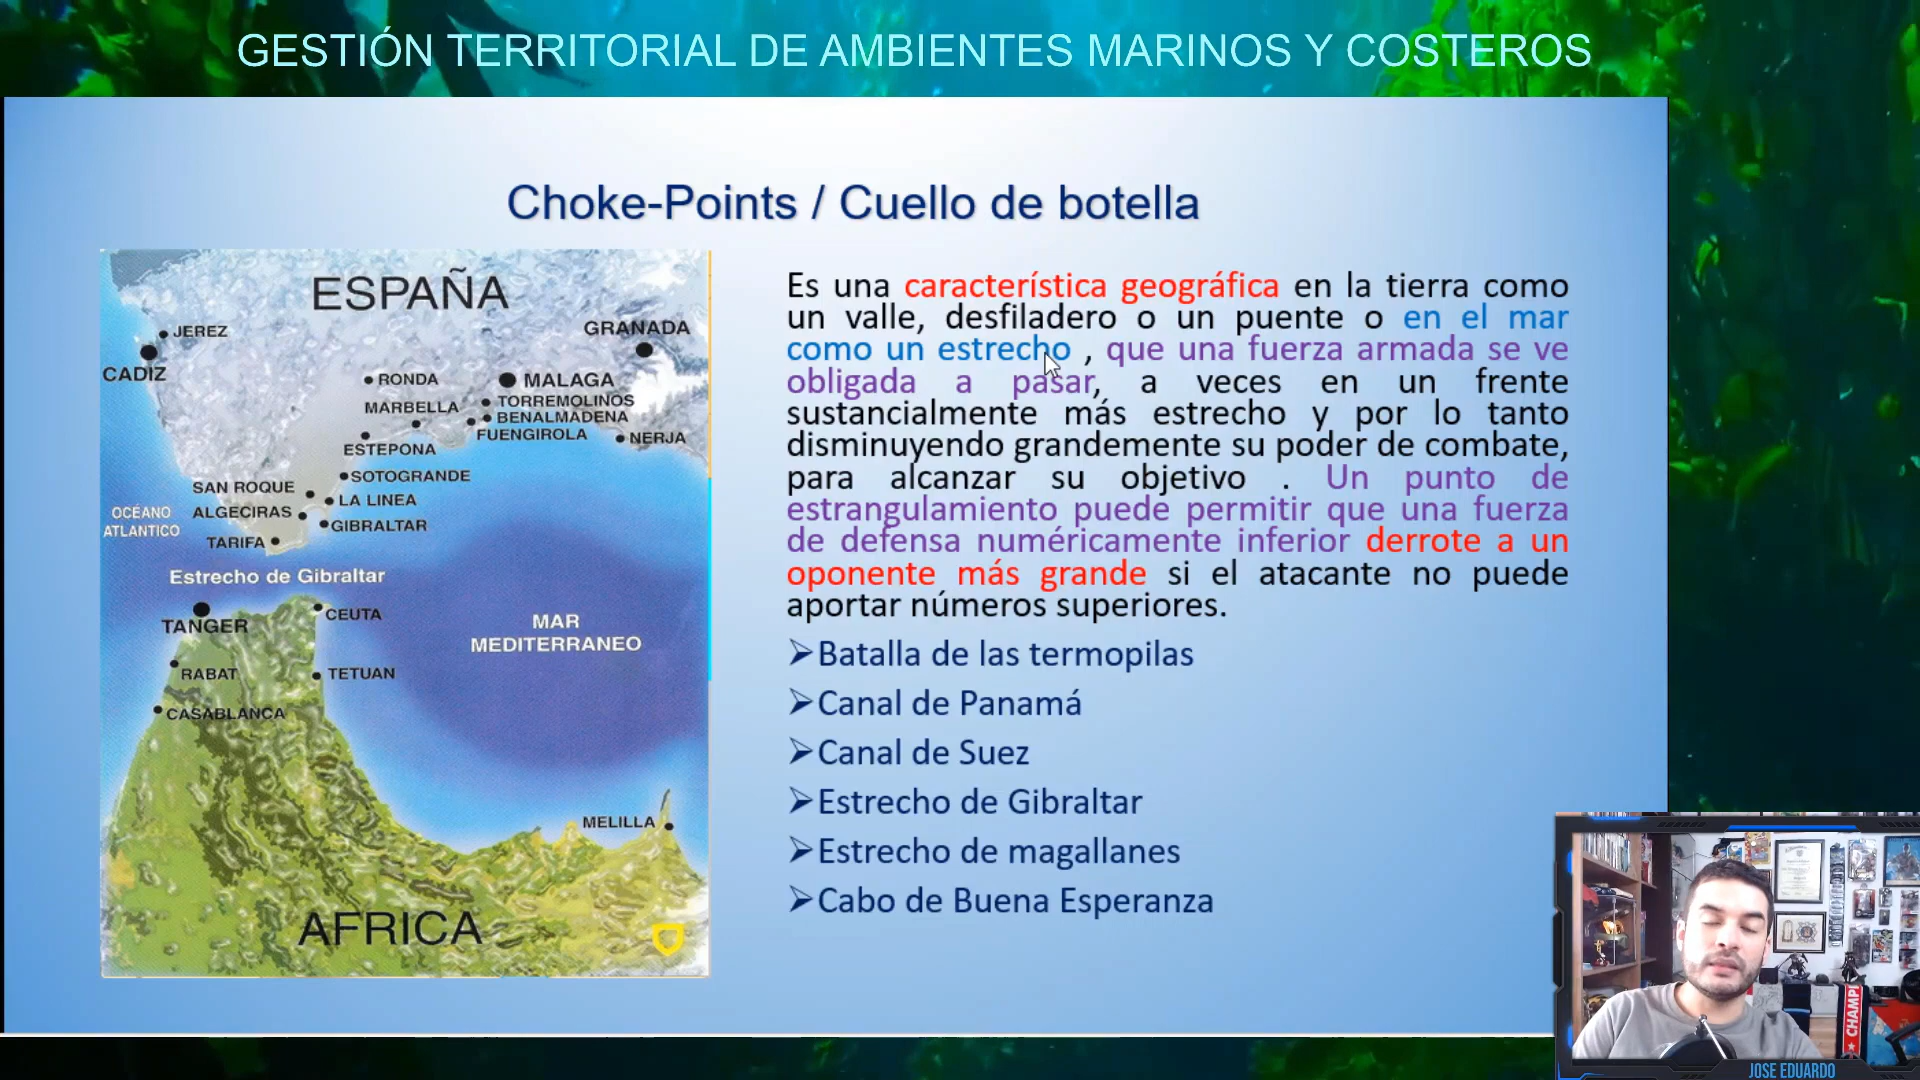 GESTIÓN TERRITORIAL DE AMBIENTES MARINOS Y COSTEROS
Choke-Points / Cuello de botella
ESPAÑA
JEREZ
GRANADA
CADIZ
RONDA
MALAGA
TORREMOLINOS
MARBELLA
BENALMADENA
FUENGIROLA
NERJA
ESTEPONA
SOTOGRANDE
SAN ROQUE
LA LINEA
OCÉANO
ATLANTICO
ALGECIRAS
GIBRALTAR
TARIFA
Estrecho de Gibraltar
CEUTA
TANGER
MAR
MEDITERRANEO
RABAT
TETUAN
CASABLANCA
MELILLA
AFRICA
Es una característica geográfica en la tierra como
un valle, desfiladero o un puente o en el mar
como un estrecho , que una fuerza armada se ve
obligada a pasar, a veces en un frente
sustancialmente más estrecho y por lo tanto
disminuyendo grandemente su poder de combate,
para alcanzar su objetivo . Un punto de
estrangulamiento puede permitir que una fuerza
de defensa numéricamente inferior derrote a un
oponente más grande si el atacante no puede
aportar números superiores.
⮚Batalla de las termopilas
⮚Canal de Panamá
⮚Canal de Suez
⮚Estrecho de Gibraltar
⮚Estrecho de magallanes
⮚Cabo de Buena Esperanza
CHAMPI
JOSE EDUARDO